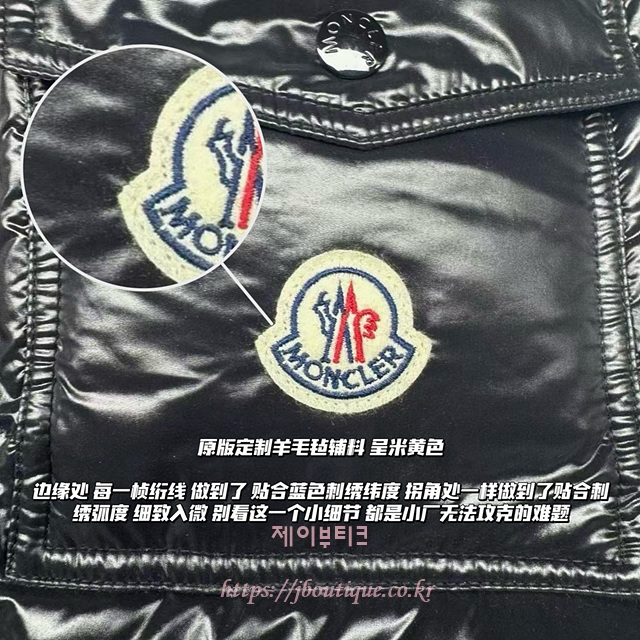 MONCLER
MO
MONCLER
原版定制羊毛毡辅料 呈米黄色
边缘处 每一帧绗线 做到了 贴合蓝色刺绣纬度 拐角处一样做到了贴合刺
绣弧度 细致入微 别看这一个小细节 都是小厂无法攻克的难题
제이부티크
https://jboutique.co.kr